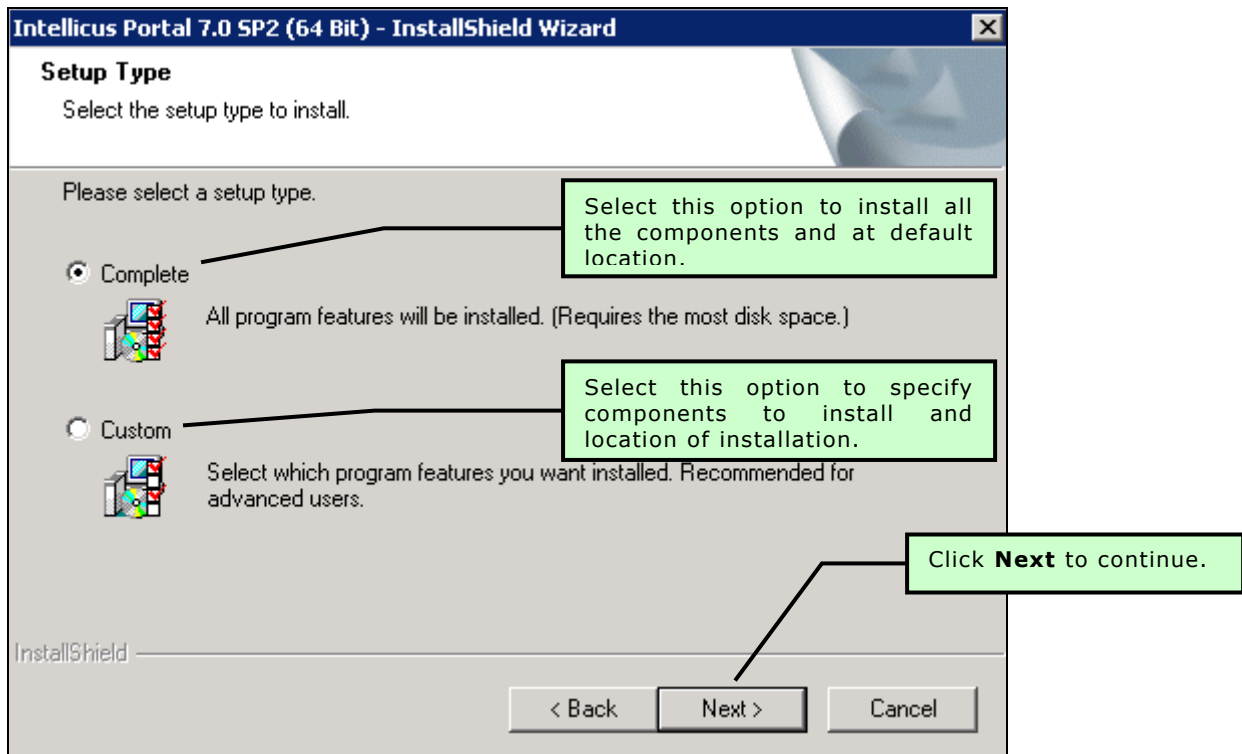 Intellicus Portal 7.0 SP2 (64 Bit) - InstallShield Wizard
Setup Type
Select the setup type to install.
Please select a setup type.
Select this option to install all
the components and at default
location.
Complete
All program features will be installed. (Requires the most disk space.)
Select this option to specify
components to install and
location of installation.
Custom
Select which program features you want installed. Recommended for
advanced users.
Click Next to continue.
InstallShield
< Back
Next >
Cancel